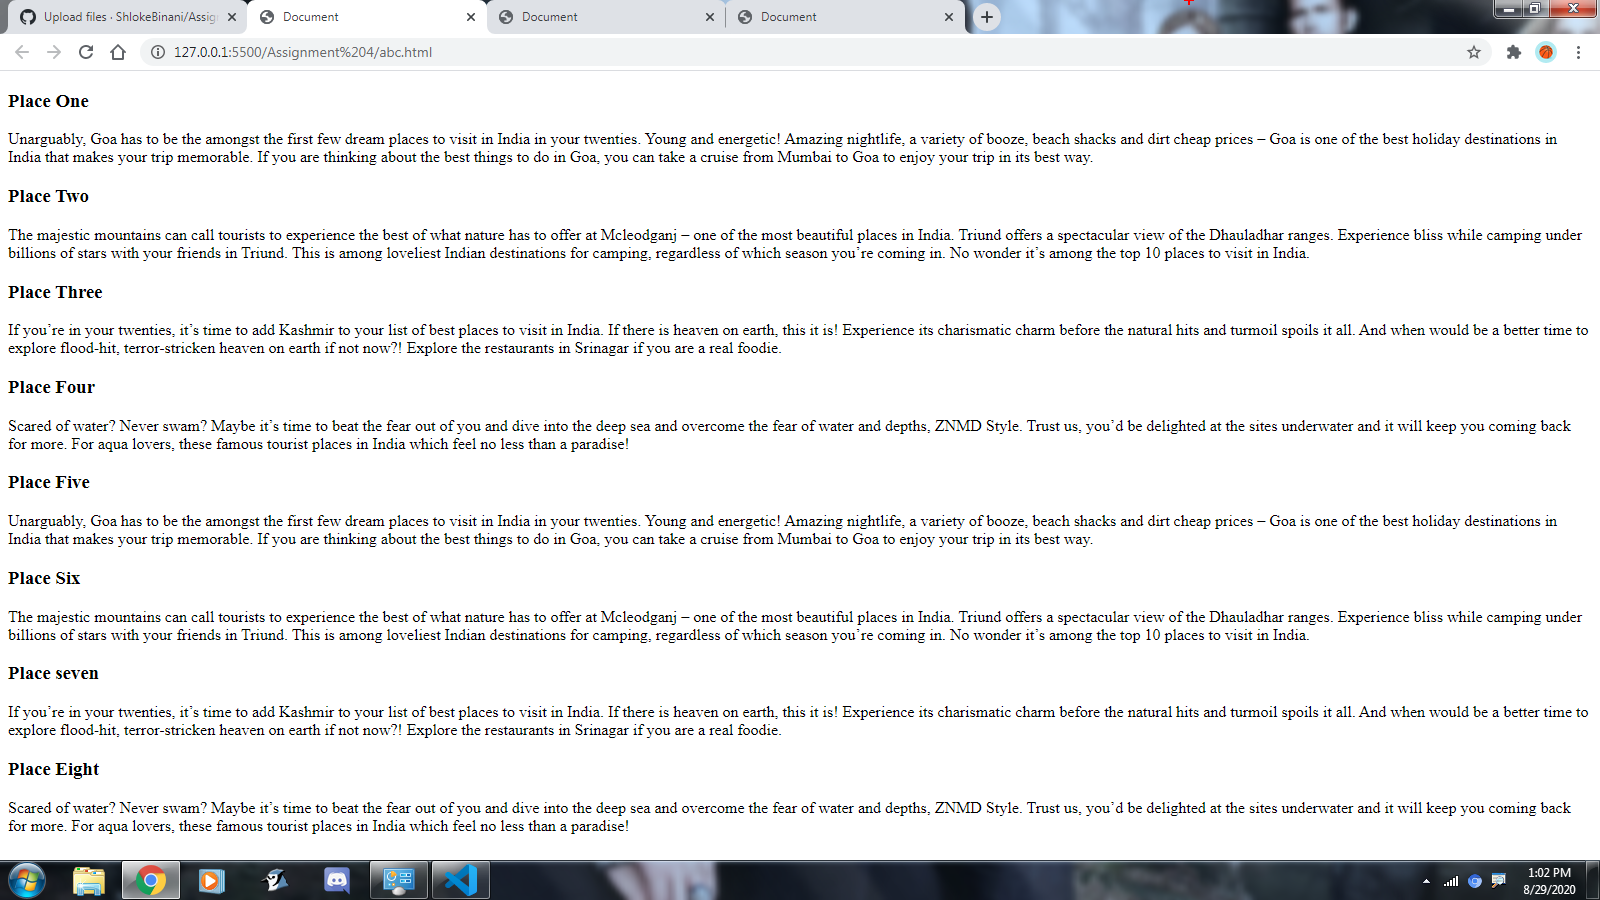 Upload files · ShlokeBinani/Assig
Document
Document
Document
127.0.0.1:5500/Assignment%204/abc.html
Place One
Unarguably, Goa has to be the amongst the first few dream places to visit in India in your twenties. Young and energetic! Amazing nightlife, a variety of booze, beach shacks and dirt cheap prices – Goa is one of the best holiday destinations in
India that makes your trip memorable. If you are thinking about the best things to do in Goa, you can take a cruise from Mumbai to Goa to enjoy your trip in its best way.
Place Two
The majestic mountains can call tourists to experience the best of what nature has to offer at Mcleodganj – one of the most beautiful places in India. Triund offers a spectacular view of the Dhauladhar ranges. Experience bliss while camping under
billions of stars with your friends in Triund. This is among loveliest Indian destinations for camping, regardless of which season you’re coming in. No wonder it’s among the top 10 places to visit in India.
Place Three
If you’re in your twenties, it’s time to add Kashmir to your list of best places to visit in India. If there is heaven on earth, this it is! Experience its charismatic charm before the natural hits and turmoil spoils it all. And when would be a better time to
explore flood-hit, terror-stricken heaven on earth if not now?! Explore the restaurants in Srinagar if you are a real foodie.
Place Four
Scared of water? Never swam? Maybe it’s time to beat the fear out of you and dive into the deep sea and overcome the fear of water and depths, ZNMD Style. Trust us, you’d be delighted at the sites underwater and it will keep you coming back
for more. For aqua lovers, these famous tourist places in India which feel no less than a paradise!
Place Five
Unarguably, Goa has to be the amongst the first few dream places to visit in India in your twenties. Young and energetic! Amazing nightlife, a variety of booze, beach shacks and dirt cheap prices – Goa is one of the best holiday destinations in
India that makes your trip memorable. If you are thinking about the best things to do in Goa, you can take a cruise from Mumbai to Goa to enjoy your trip in its best way.
Place Six
The majestic mountains can call tourists to experience the best of what nature has to offer at Mcleodganj – one of the most beautiful places in India. Triund offers a spectacular view of the Dhauladhar ranges. Experience bliss while camping under
billions of stars with your friends in Triund. This is among loveliest Indian destinations for camping, regardless of which season you’re coming in. No wonder it’s among the top 10 places to visit in India.
Place seven
If you’re in your twenties, it’s time to add Kashmir to your list of best places to visit in India. If there is heaven on earth, this it is! Experience its charismatic charm before the natural hits and turmoil spoils it all. And when would be a better time to
explore flood-hit, terror-stricken heaven on earth if not now?! Explore the restaurants in Srinagar if you are a real foodie.
Place Eight
Scared of water? Never swam? Maybe it’s time to beat the fear out of you and dive into the deep sea and overcome the fear of water and depths, ZNMD Style. Trust us, you’d be delighted at the sites underwater and it will keep you coming back
for more. For aqua lovers, these famous tourist places in India which feel no less than a paradise!
1:02 PM
8/29/2020